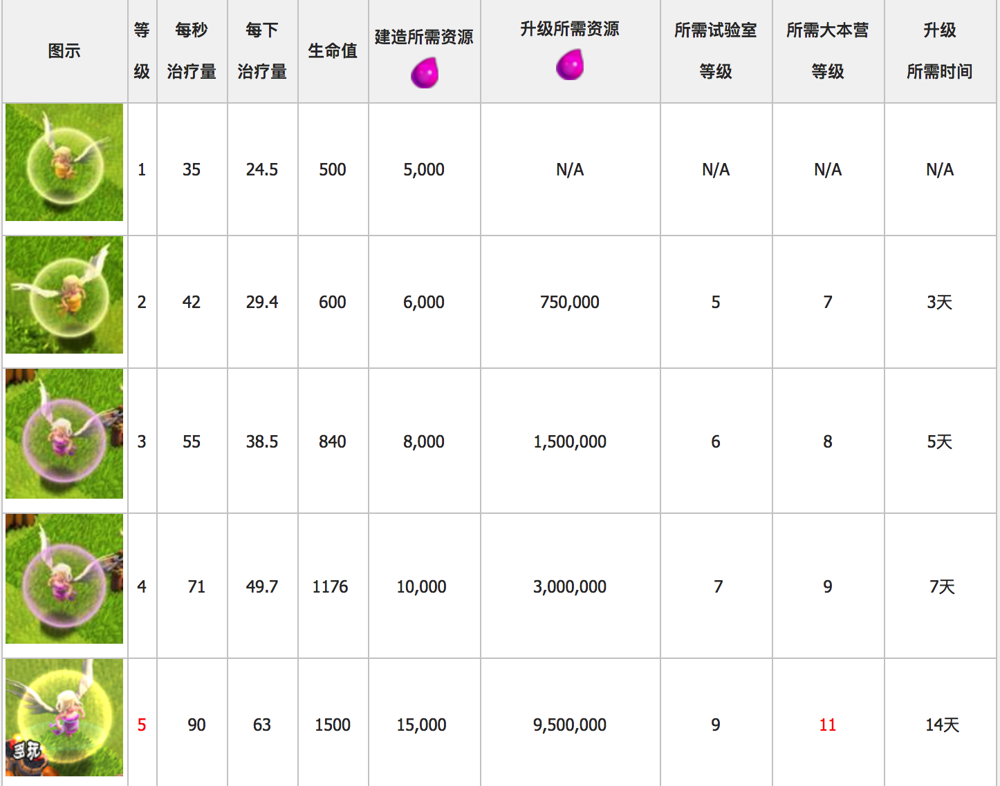 图示 等级 每秒治疗量 每下治疗量 生命值 建造所需资源 升级所需资源 所需试验室等级 所需大本营等级 升级所需时间
1 35 24.5 500 5,000 N/A N/A N/A N/A
2 42 29.4 600 6,000 750,000 5 7 3天
3 55 38.5 840 8,000 1,500,000 6 8 5天
4 71 49.7 1176 10,000 3,000,000 7 9 7天
5 90 63 1500 15,000 9,500,000 9 11 14天
多玩